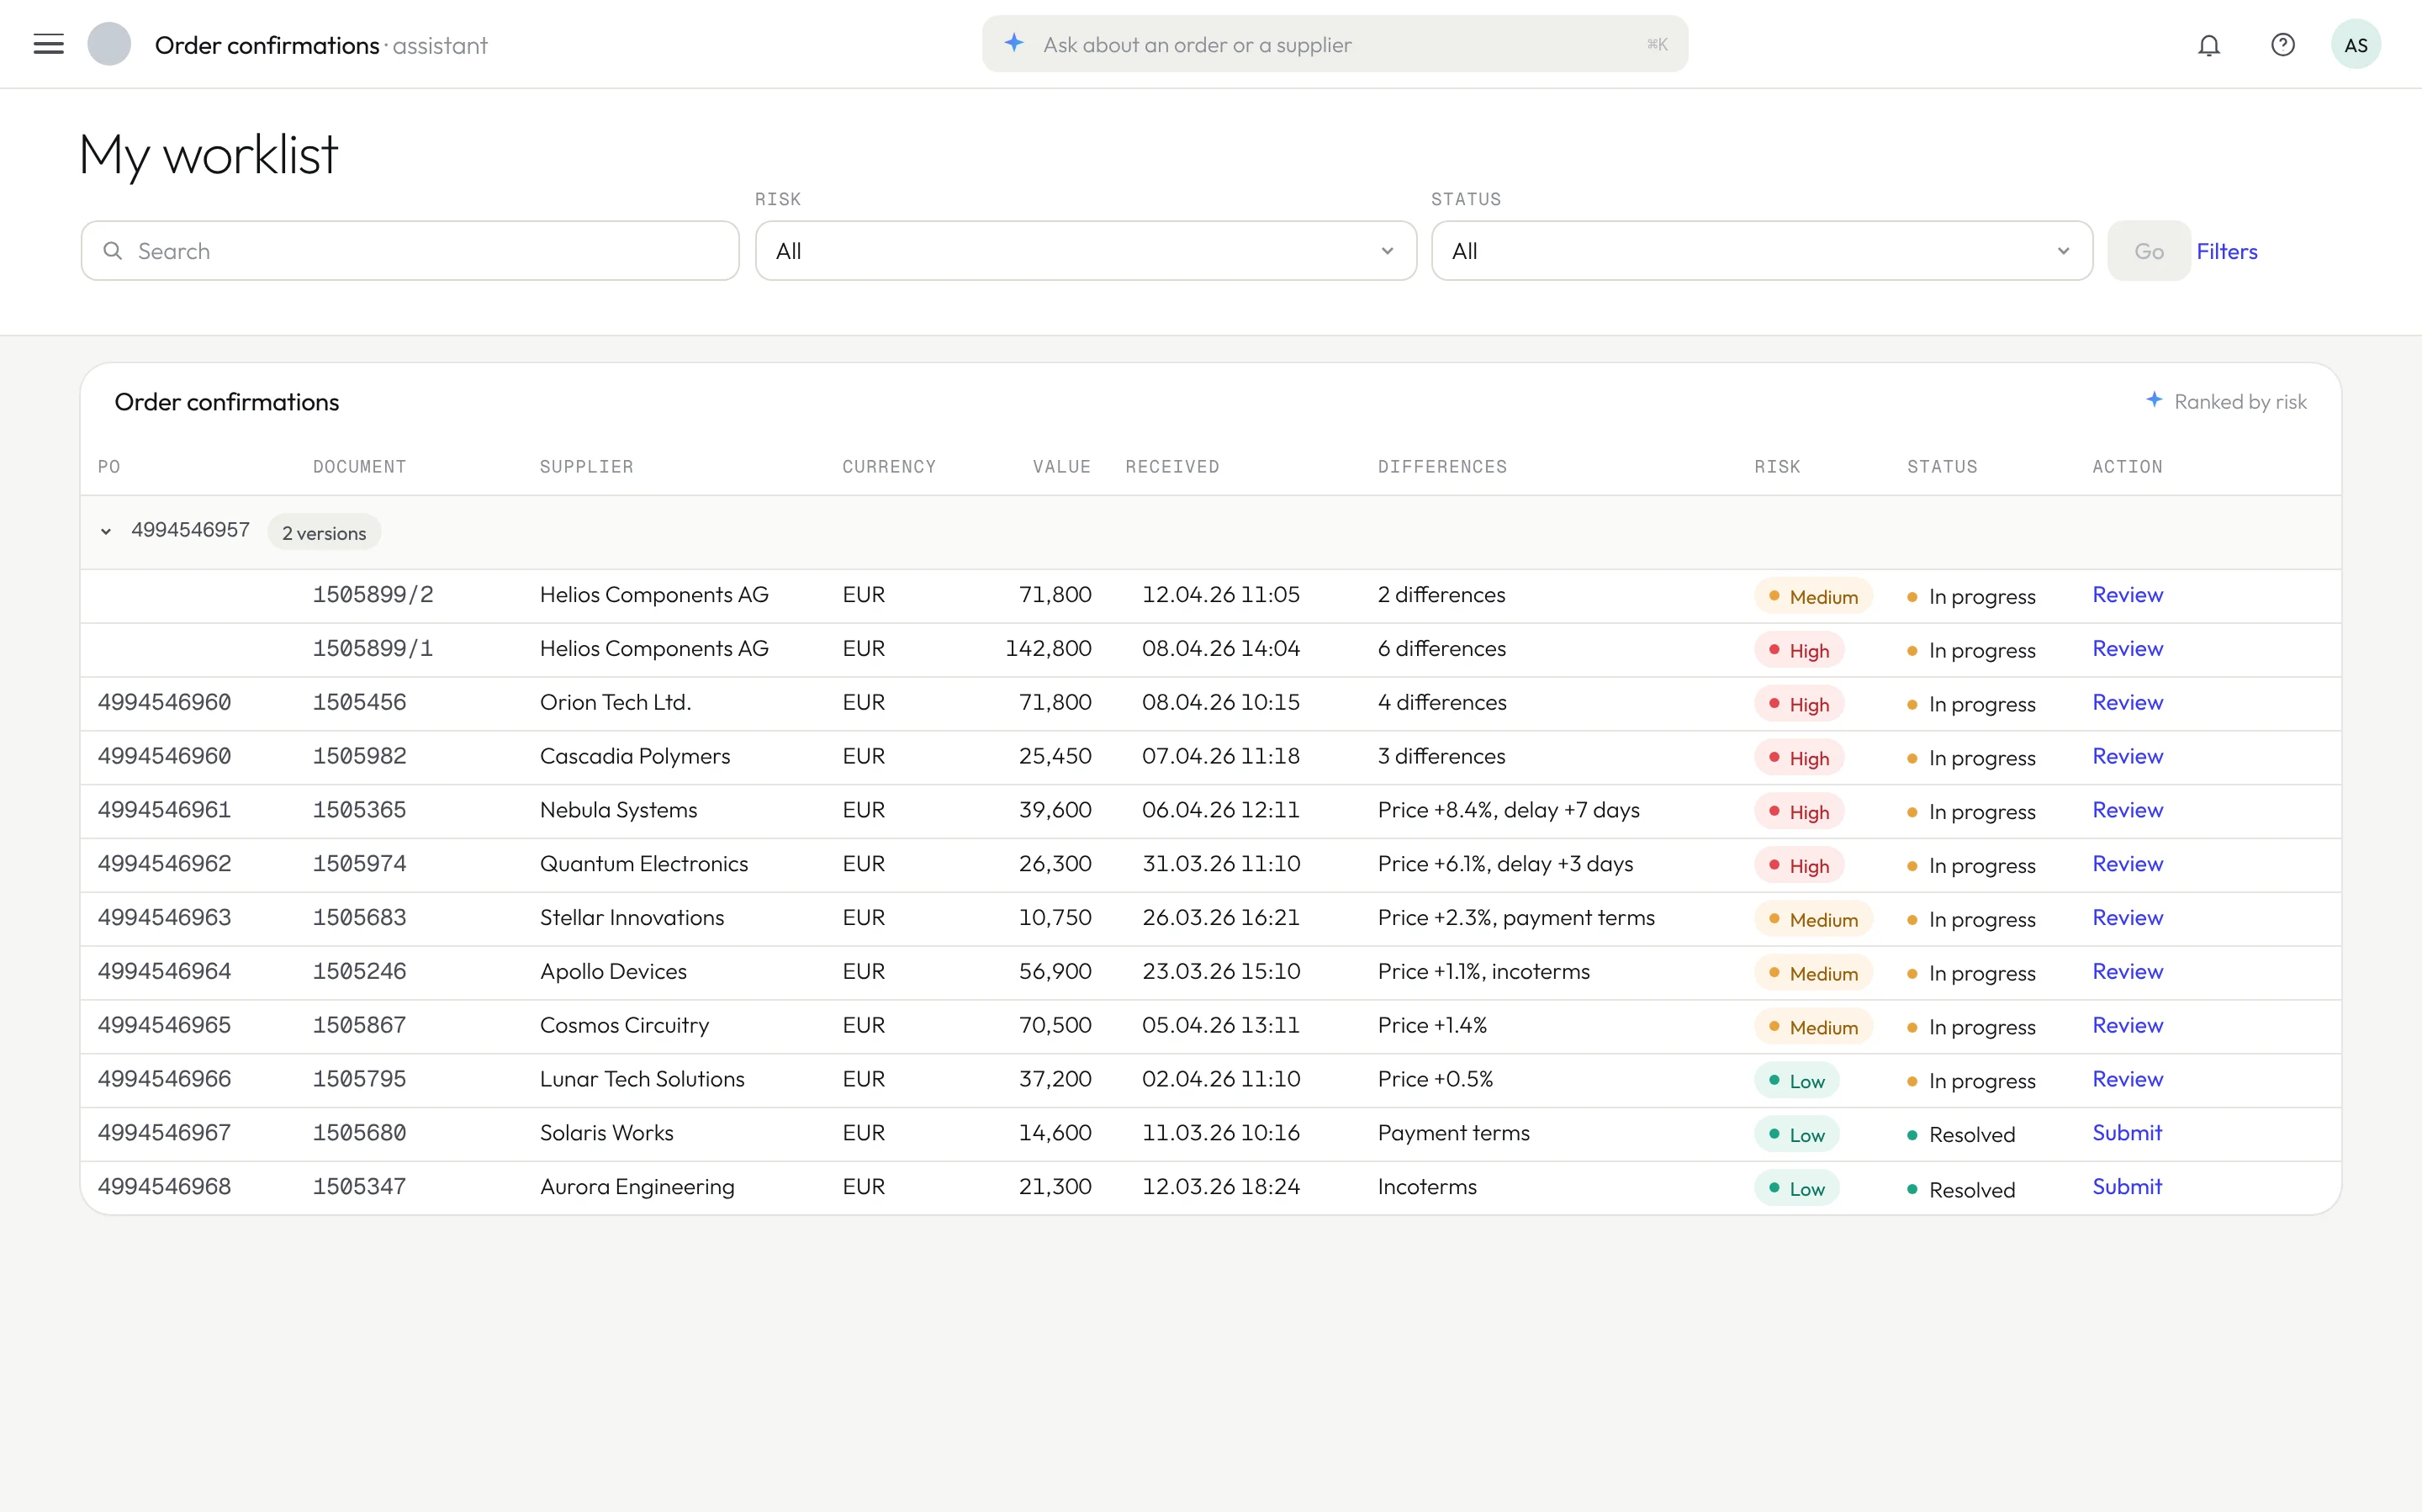 Order confirmations · assistant
Ask about an order or a supplier ⌘K
AS
My worklist
RISK STATUS
Search All All Go Filters
Order confirmations Ranked by risk
PO DOCUMENT SUPPLIER CURRENCY VALUE RECEIVED DIFFERENCES RISK STATUS ACTION
4994546957 2 versions
1505899/2 Helios Components AG EUR 71,800 12.04.26 11:05 2 differences Medium In progress Review
1505899/1 Helios Components AG EUR 142,800 08.04.26 14:04 6 differences High In progress Review
4994546960 1505456 Orion Tech Ltd. EUR 71,800 08.04.26 10:15 4 differences High In progress Review
4994546960 1505982 Cascadia Polymers EUR 25,450 07.04.26 11:18 3 differences High In progress Review
4994546961 1505365 Nebula Systems EUR 39,600 06.04.26 12:11 Price +8.4%, delay +7 days High In progress Review
4994546962 1505974 Quantum Electronics EUR 26,300 31.03.26 11:10 Price +6.1%, delay +3 days High In progress Review
4994546963 1505683 Stellar Innovations EUR 10,750 26.03.26 16:21 Price +2.3%, payment terms Medium In progress Review
4994546964 1505246 Apollo Devices EUR 56,900 23.03.26 15:10 Price +1.1%, incoterms Medium In progress Review
4994546965 1505867 Cosmos Circuitry EUR 70,500 05.04.26 13:11 Price +1.4% Medium In progress Review
4994546966 1505795 Lunar Tech Solutions EUR 37,200 02.04.26 11:10 Price +0.5% Low In progress Review
4994546967 1505680 Solaris Works EUR 14,600 11.03.26 10:16 Payment terms Low Resolved Submit
4994546968 1505347 Aurora Engineering EUR 21,300 12.03.26 18:24 Incoterms Low Resolved Submit